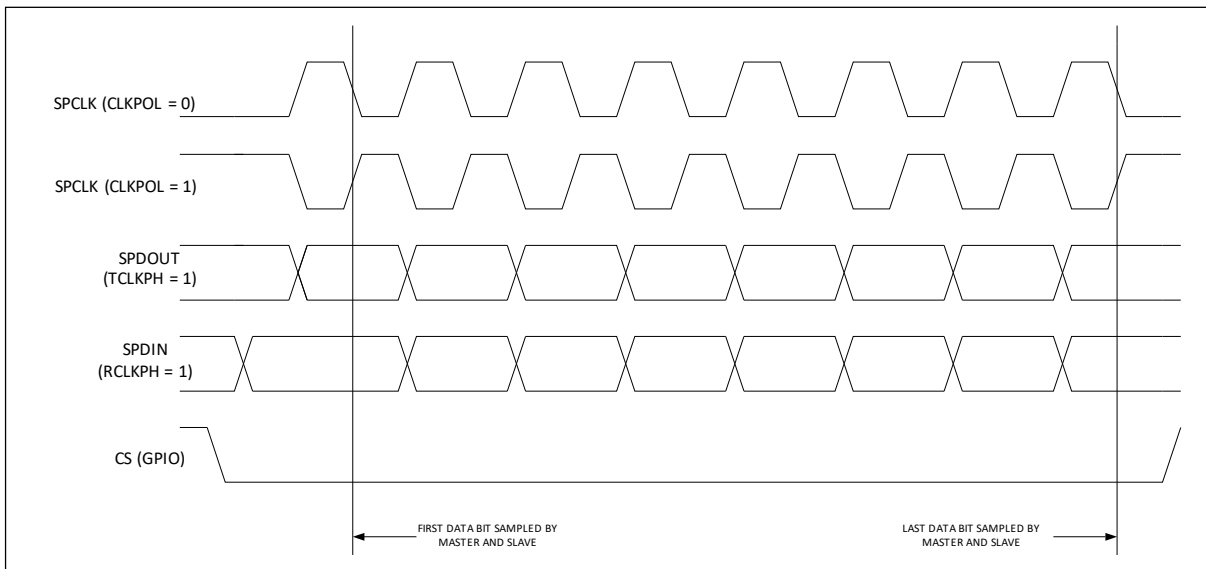 SPCLK (CLKPOL = 0)
SPCLK (CLKPOL = 1)
SPDOUT
(TCLKPH = 1)
SPDIN
(RCLKPH = 1)
CS (GPIO)
FIRST DATA BIT SAMPLED BY
MASTER AND SLAVE
LAST DATA BIT SAMPLED BY
MASTER AND SLAVE